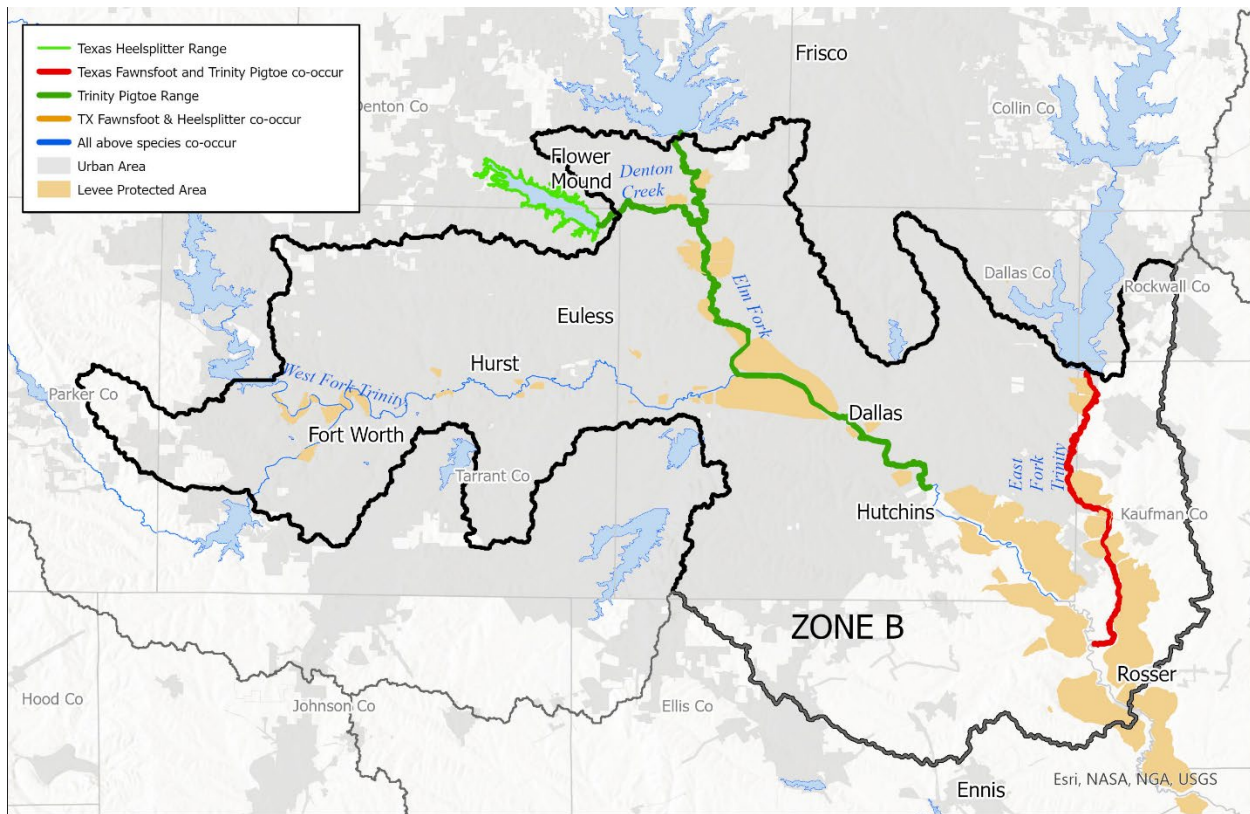 Texas Heelsplitter Range
Texas Fawnsfoot and Trinity Pigtoe co-occur
Trinity Pigtoe Range
TX Fawnsfoot & Heelsplitter co-occur
All above species co-occur
Urban Area
Levee Protected Area
Frisco
Denton Co
Collin Co
Flower
Mound
Denton
Creek
Dallas Co
Rockwall Co
Elm Fork
Euless
Hurst
West Fork Trinity
Parker Co
Fort Worth
Dallas
Tarrant Co
East
Fork
Trinity
Hutchins
Kaufman Co
ZONE B
Rosser
Hood Co
Johnson Co
Ellis Co
Ennis
Esri, NASA, NGA, USGS